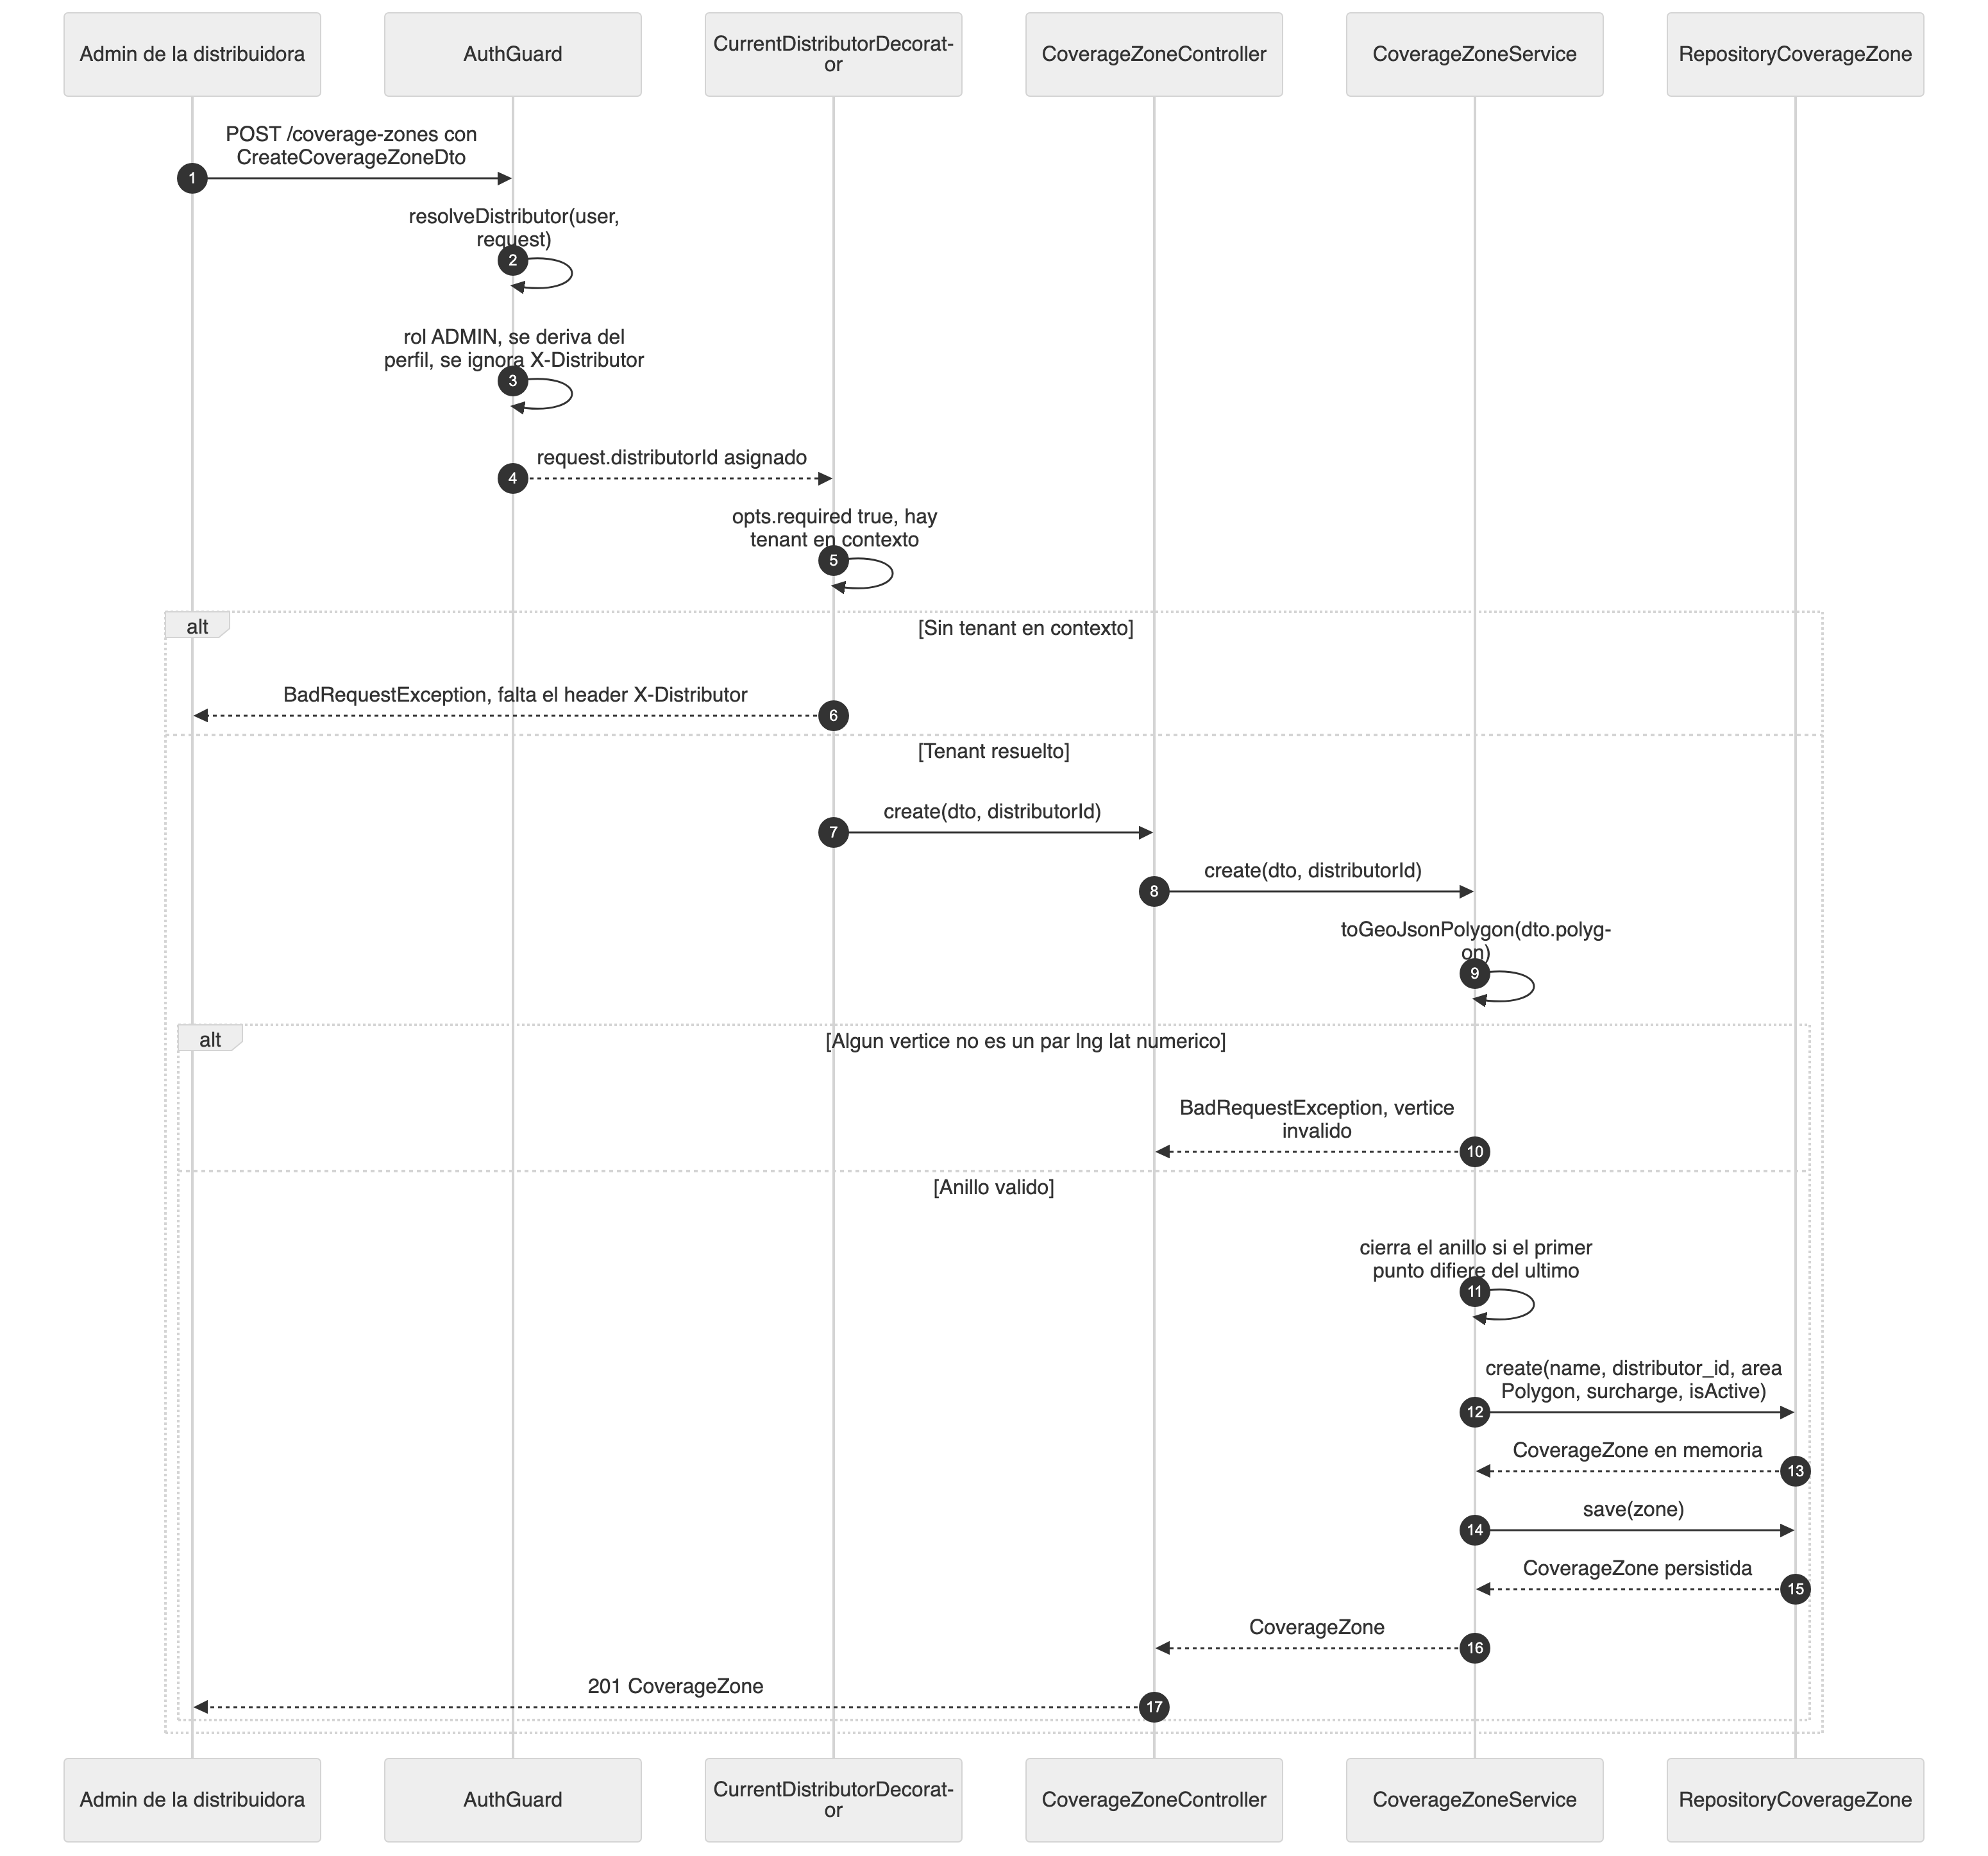 Admin de la distribuidora
AuthGuard
CurrentDistributorDecorat-
or
CoverageZoneController
CoverageZoneService
RepositoryCoverageZone
POST /coverage-zones con
CreateCoverageZoneDto
1
resolveDistributor(user,
request)
2
rol ADMIN, se deriva del
perfil, se ignora X-Distributor
3
request.distributorId asignado
4
opts.required true, hay
tenant en contexto
5
alt
[Sin tenant en contexto]
BadRequestException, falta el header X-Distributor
6
[Tenant resuelto]
create(dto, distributorId)
7
create(dto, distributorId)
8
toGeoJsonPolygon(dto.polyg-
on)
9
alt
[Algun vertice no es un par lng lat numerico]
BadRequestException, vertice
invalido
10
[Anillo valido]
cierra el anillo si el primer
punto difiere del ultimo
11
create(name, distributor_id, area
Polygon, surcharge, isActive)
12
CoverageZone en memoria
13
save(zone)
14
CoverageZone persistida
15
CoverageZone
16
201 CoverageZone
17
Admin de la distribuidora
AuthGuard
CurrentDistributorDecorat-
or
CoverageZoneController
CoverageZoneService
RepositoryCoverageZone